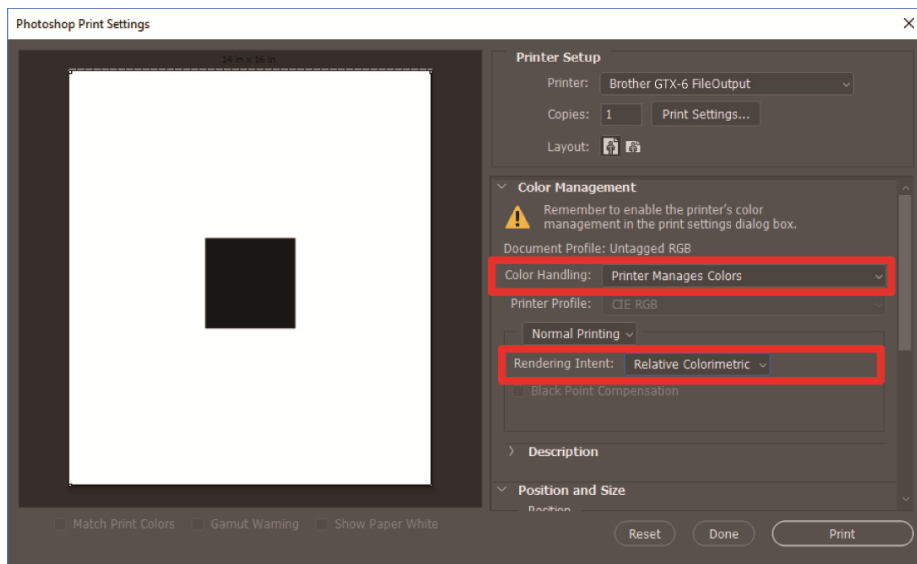 Photoshop Print Settings
14 in x 16 in
Printer Setup
Printer: Brother GTX-6 FileOutput
Copies: 1 Print Settings...
Layout:
Color Management
Remember to enable the printer's color
management in the print settings dialog box.
Document Profile: Untagged RGB
Color Handling: Printer Manages Colors
Printer Profile: CIE RGB
Normal Printing
Rendering Intent: Relative Colorimetric
Black Point Compensation
Description
Position and Size
Position
Match Print Colors Gamut Warning Show Paper White
Reset Done Print